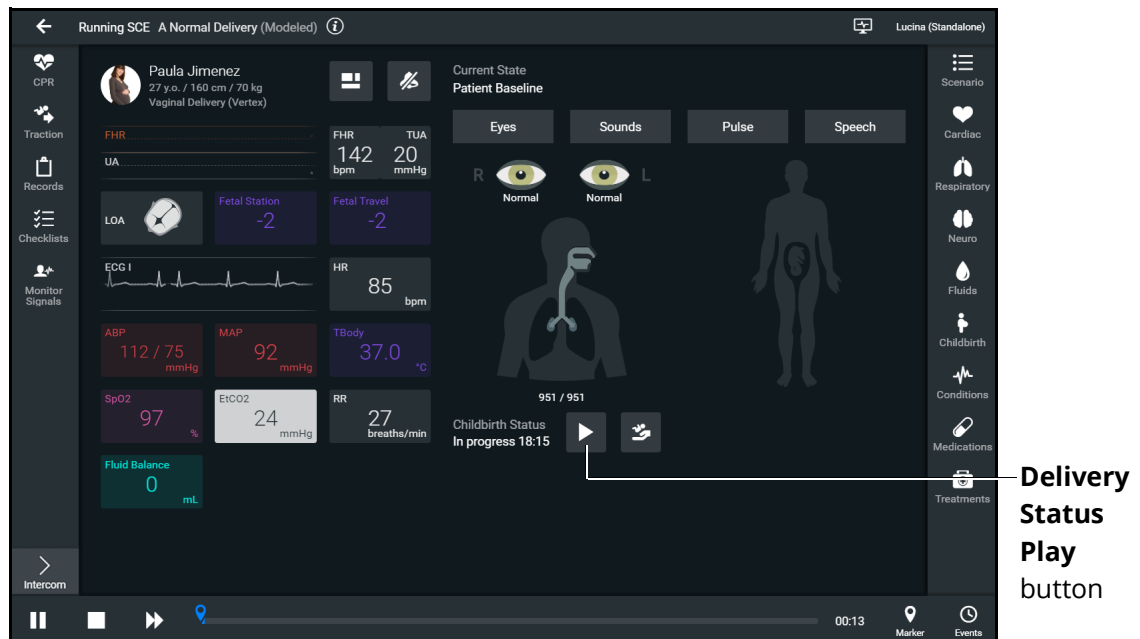 Running SCE A Normal Delivery (Modeled)
Lucina (Standalone)
CPR
Traction
Records
Checklists
Monitor
Signals
Intercom
Paula Jimenez
27 y.o. / 160 cm / 70 kg
Vaginal Delivery (Vertex)
FHR
UA
FHR TUA
142 20
bpm mmHg
LOA
Fetal Station
-2
Fetal Travel
-2
ECG I
HR
85
bpm
ABP
112 / 75
mmHg
MAP
92
mmHg
TBody
37.0
°C
SpO2
97
%
EtCO2
24
mmHg
RR
27
breaths/min
Fluid Balance
0
mL
Current State
Patient Baseline
Eyes Sounds Pulse Speech
R L
Normal Normal
951 / 951
Childbirth Status
In progress 18:15
Scenario
Cardiac
Respiratory
Neuro
Fluids
Childbirth
Conditions
Medications
Treatments
Delivery
Status
Play
button
00:13
Marker
Events